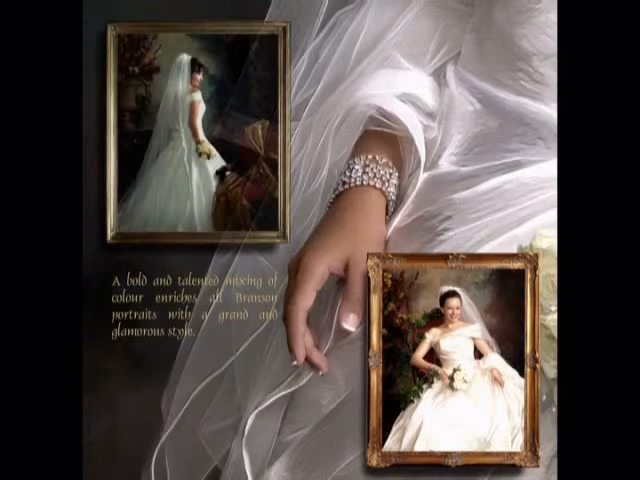 A bold and talented mixing of
colour enriches all Branson
portraits with a grand and
glamorous style.